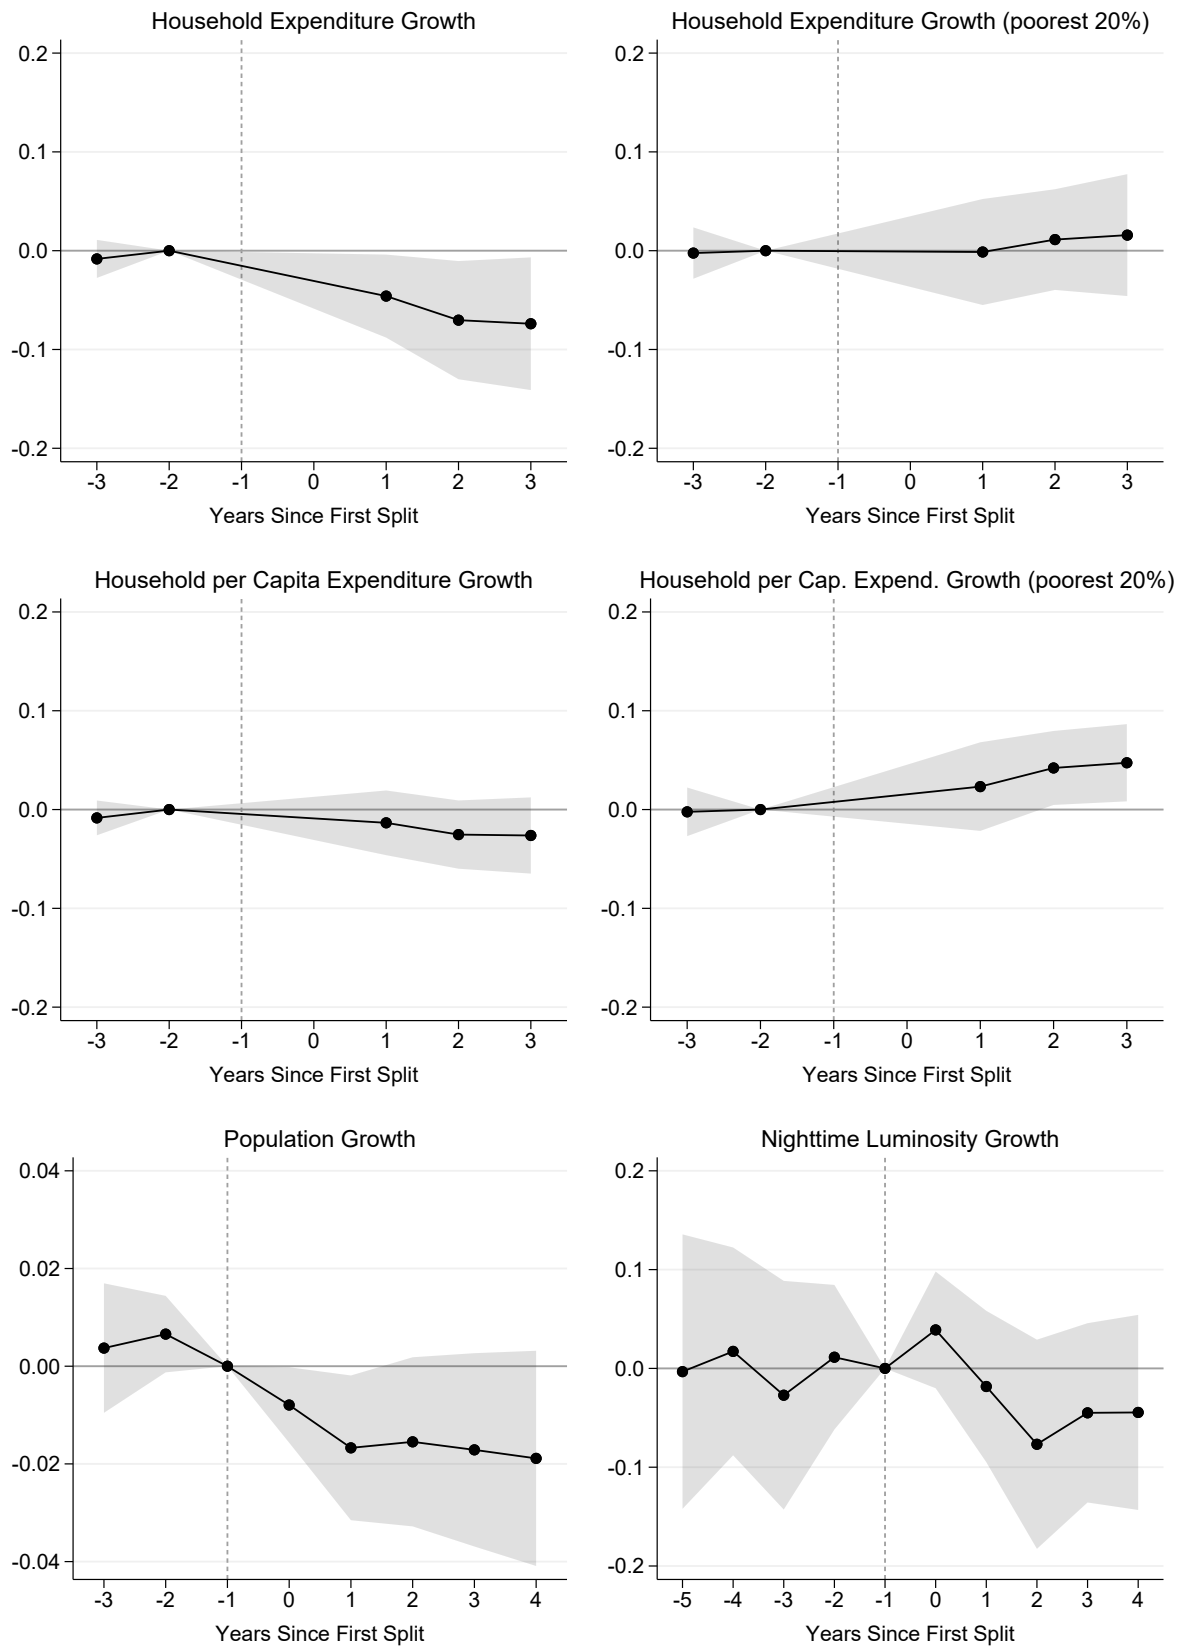 Household Expenditure Growth
0.2
0.1
0.0
-0.1
-0.2
-3 -2 -1 0 1 2 3
Years Since First Split
Household Expenditure Growth (poorest 20%)
0.2
0.1
0.0
-0.1
-0.2
-3 -2 -1 0 1 2 3
Years Since First Split
Household per Capita Expenditure Growth
0.2
0.1
0.0
-0.1
-0.2
-3 -2 -1 0 1 2 3
Years Since First Split
Household per Cap. Expend. Growth (poorest 20%)
0.2
0.1
0.0
-0.1
-0.2
-3 -2 -1 0 1 2 3
Years Since First Split
Population Growth
0.04
0.02
0.00
-0.02
-0.04
-3 -2 -1 0 1 2 3 4
Years Since First Split
Nighttime Luminosity Growth
0.2
0.1
0.0
-0.1
-0.2
-5 -4 -3 -2 -1 0 1 2 3 4
Years Since First Split